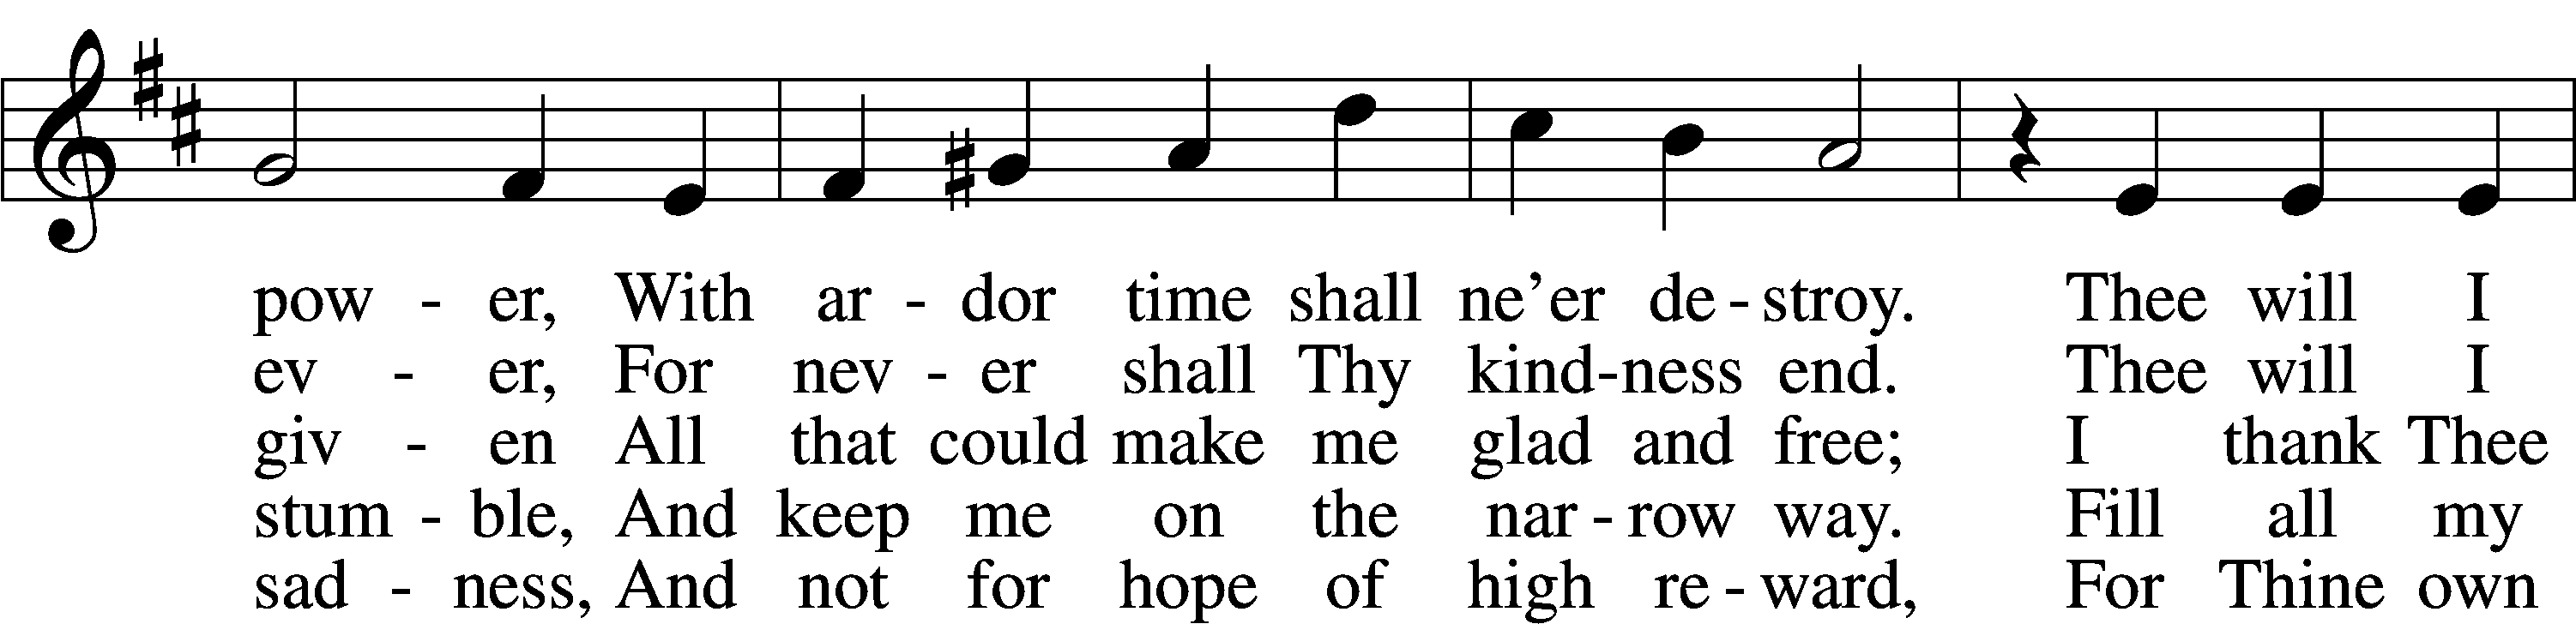 pow - er, With ar - dor time shall ne’er de - stroy. Thee will I
ev - er, For nev - er shall Thy kind - ness end. Thee will I
giv - en All that could make me glad and free; I thank Thee
stum - ble, And keep me on the nar - row way. Fill all my
sad - ness, And not for hope of high re - ward, For Thine own